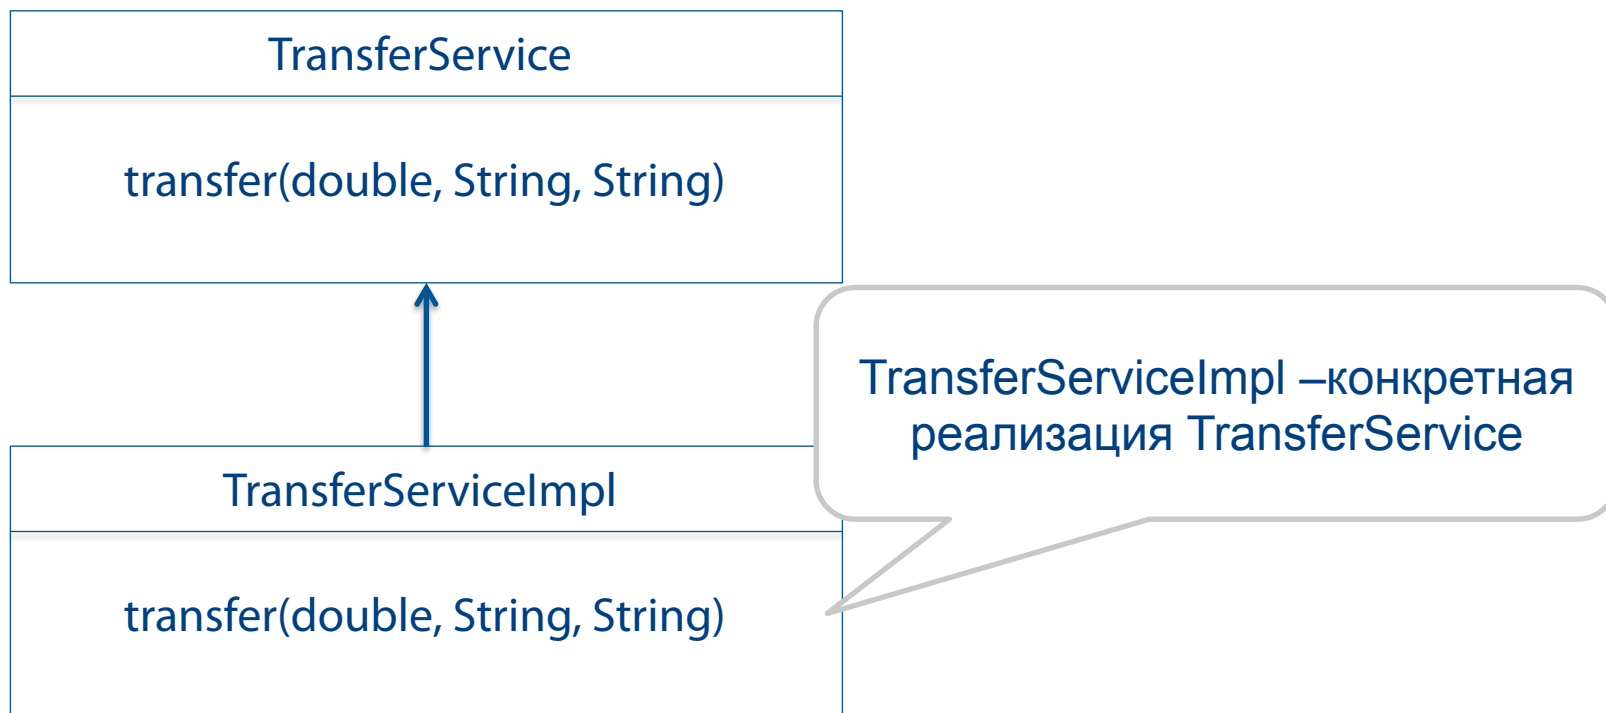 TransferService
transfer(double, String, String)
TransferServiceImpl –конкретная
реализация TransferService
TransferServiceImpl
transfer(double, String, String)